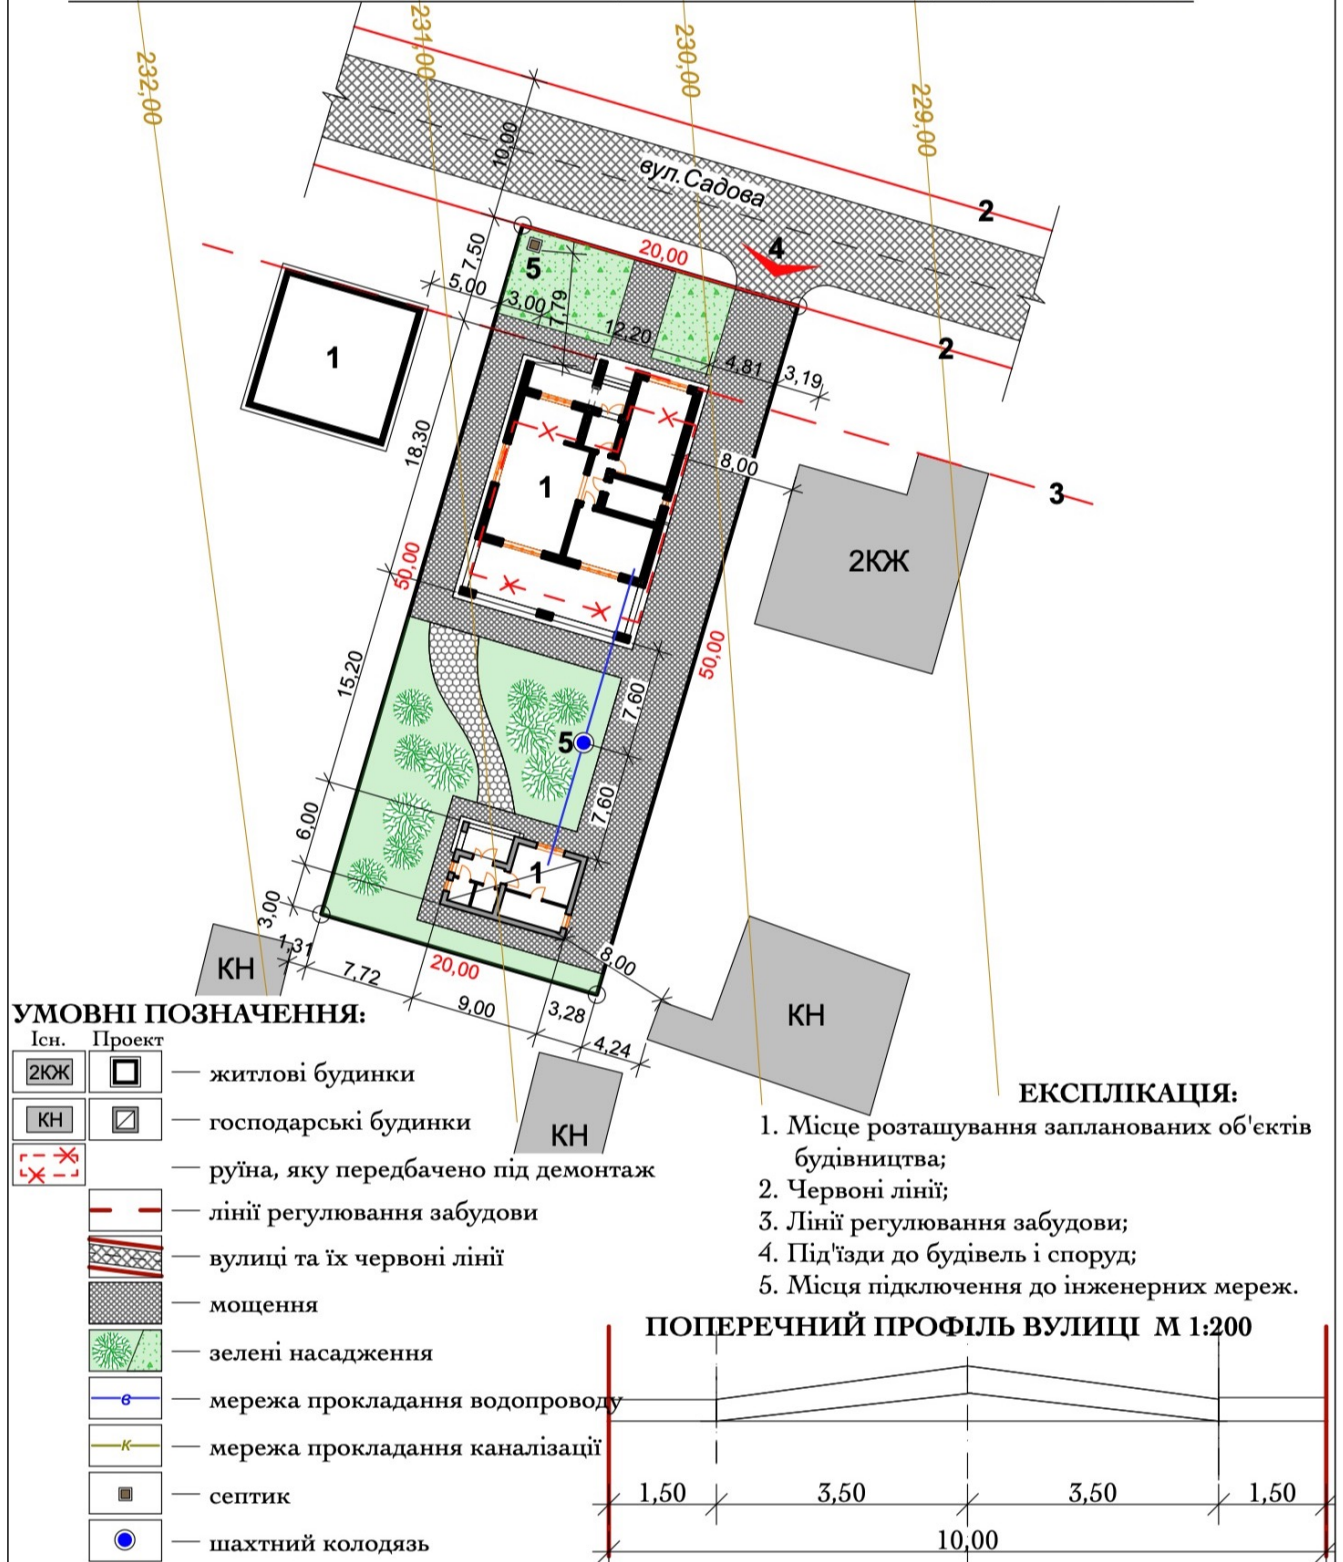 232,00
231,00
230,00
229,00
10,00
вул.Садова
2
4
20,00
7,50
5
5,00
3,00
7,79
12,20
4,81
3,19
2
1
18,30
8,00
3
1
2КЖ
50,00
50,00
15,20
7,60
5
7,60
6,00
1
3,00
1,31
КН
7,72
20,00
9,00
3,28
8,00
4,24
КН
КН
УМОВНІ ПОЗНАЧЕННЯ:
Існ. Проект
2КЖ — житлові будинки
КН — господарські будинки
— руїна, яку передбачено під демонтаж
— лінії регулювання забудови
— вулиці та їх червоні лінії
— мощення
— зелені насадження
в — мережа прокладання водопроводу
к — мережа прокладання каналізації
— септик
— шахтний колодязь
ЕКСПЛІКАЦІЯ:
1. Місце розташування запланованих об'єктів
будівництва;
2. Червоні лінії;
3. Лінії регулювання забудови;
4. Під'їзди до будівель і споруд;
5. Місця підключення до інженерних мереж.
ПОПЕРЕЧНИЙ ПРОФІЛЬ ВУЛИЦІ М 1:200
1,50 3,50 3,50 1,50
10,00